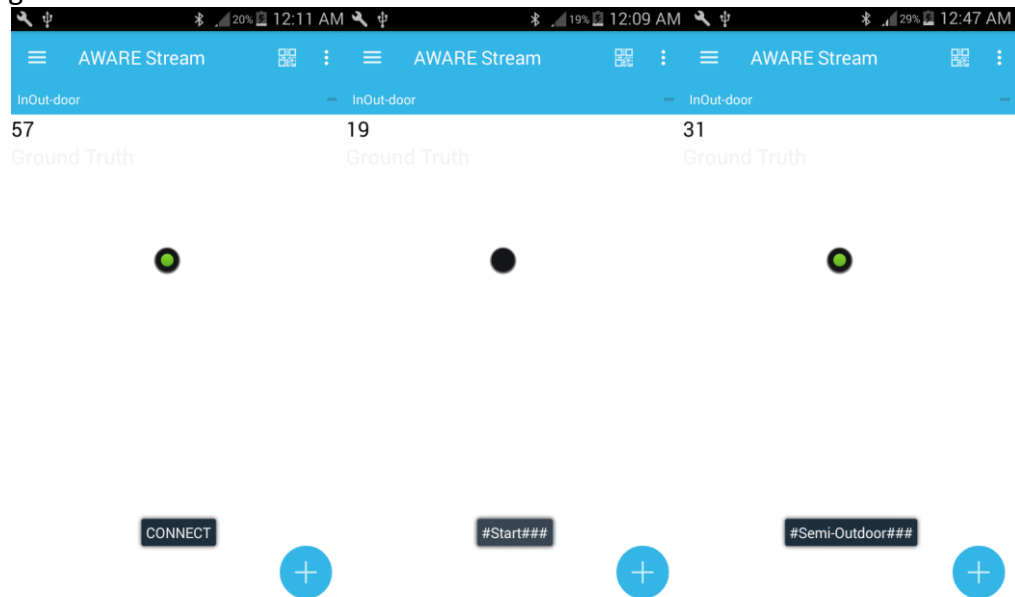 g
20% 12:11 AM
AWARE Stream
InOut-door
57
Ground Truth
CONNECT
19% 12:09 AM
AWARE Stream
InOut-door
19
Ground Truth
#Start###
29% 12:47 AM
AWARE Stream
InOut-door
31
Ground Truth
#Semi-Outdoor###